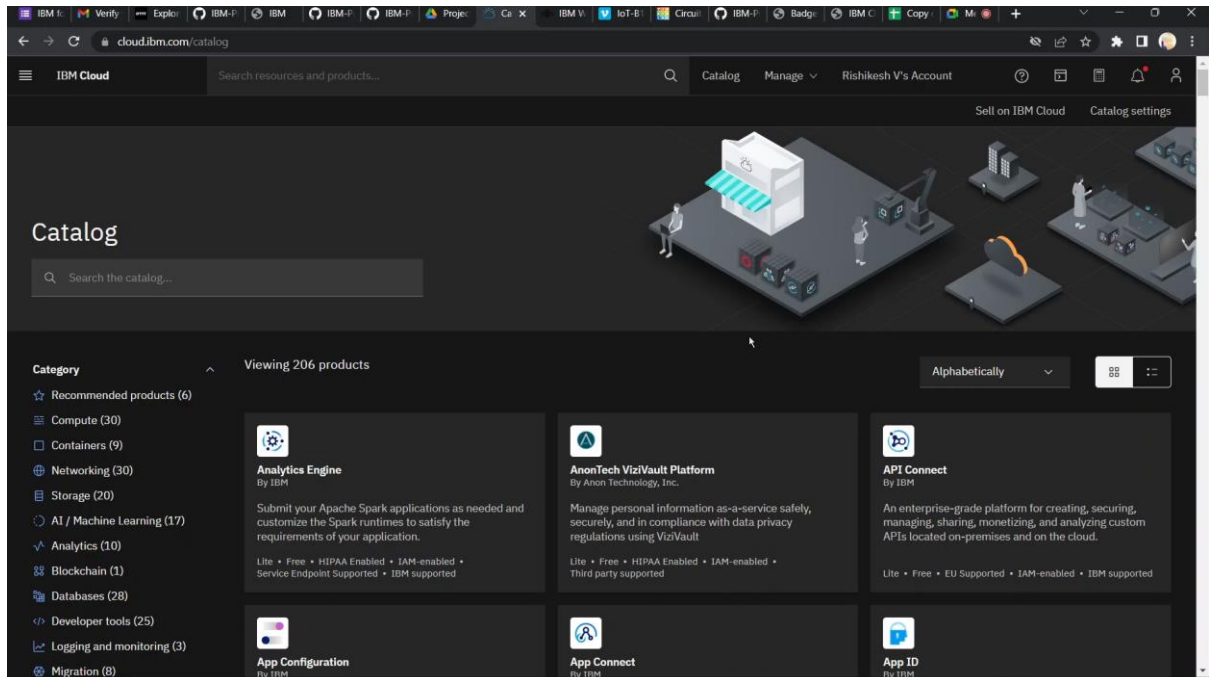 IBM fo
Verify
Explor
IBM-P
IBM
IBM-P
IBM-P
Projec
Ca
IBM W
IoT-B
Circuit
IBM-P
Badge
IBM C
Copy
Me
cloud.ibm.com/catalog
IBM Cloud
Search resources and products...
Catalog
Manage
Rishikesh V's Account
Sell on IBM Cloud
Catalog settings
Catalog
Search the catalog...
Category
Recommended products (6)
Compute (30)
Containers (9)
Networking (30)
Storage (20)
AI / Machine Learning (17)
Analytics (10)
Blockchain (1)
Databases (28)
Developer tools (25)
Logging and monitoring (3)
Migration (8)
Viewing 206 products
Alphabetically
Analytics Engine
By IBM
Submit your Apache Spark applications as needed and
customize the Spark runtimes to satisfy the
requirements of your application.
Lite • Free • HIPAA Enabled • IAM-enabled •
Service Endpoint Supported • IBM supported
AnonTech ViziVault Platform
By Anon Technology, Inc.
Manage personal information as-a-service safely,
securely, and in compliance with data privacy
regulations using ViziVault
Lite • Free • HIPAA Enabled • IAM-enabled •
Third party supported
API Connect
By IBM
An enterprise-grade platform for creating, securing,
managing, sharing, monetizing, and analyzing custom
APIs located on-premises and on the cloud.
Lite • Free • EU Supported • IAM-enabled • IBM supported
App Configuration
By IBM
App Connect
By IBM
App ID
By IBM